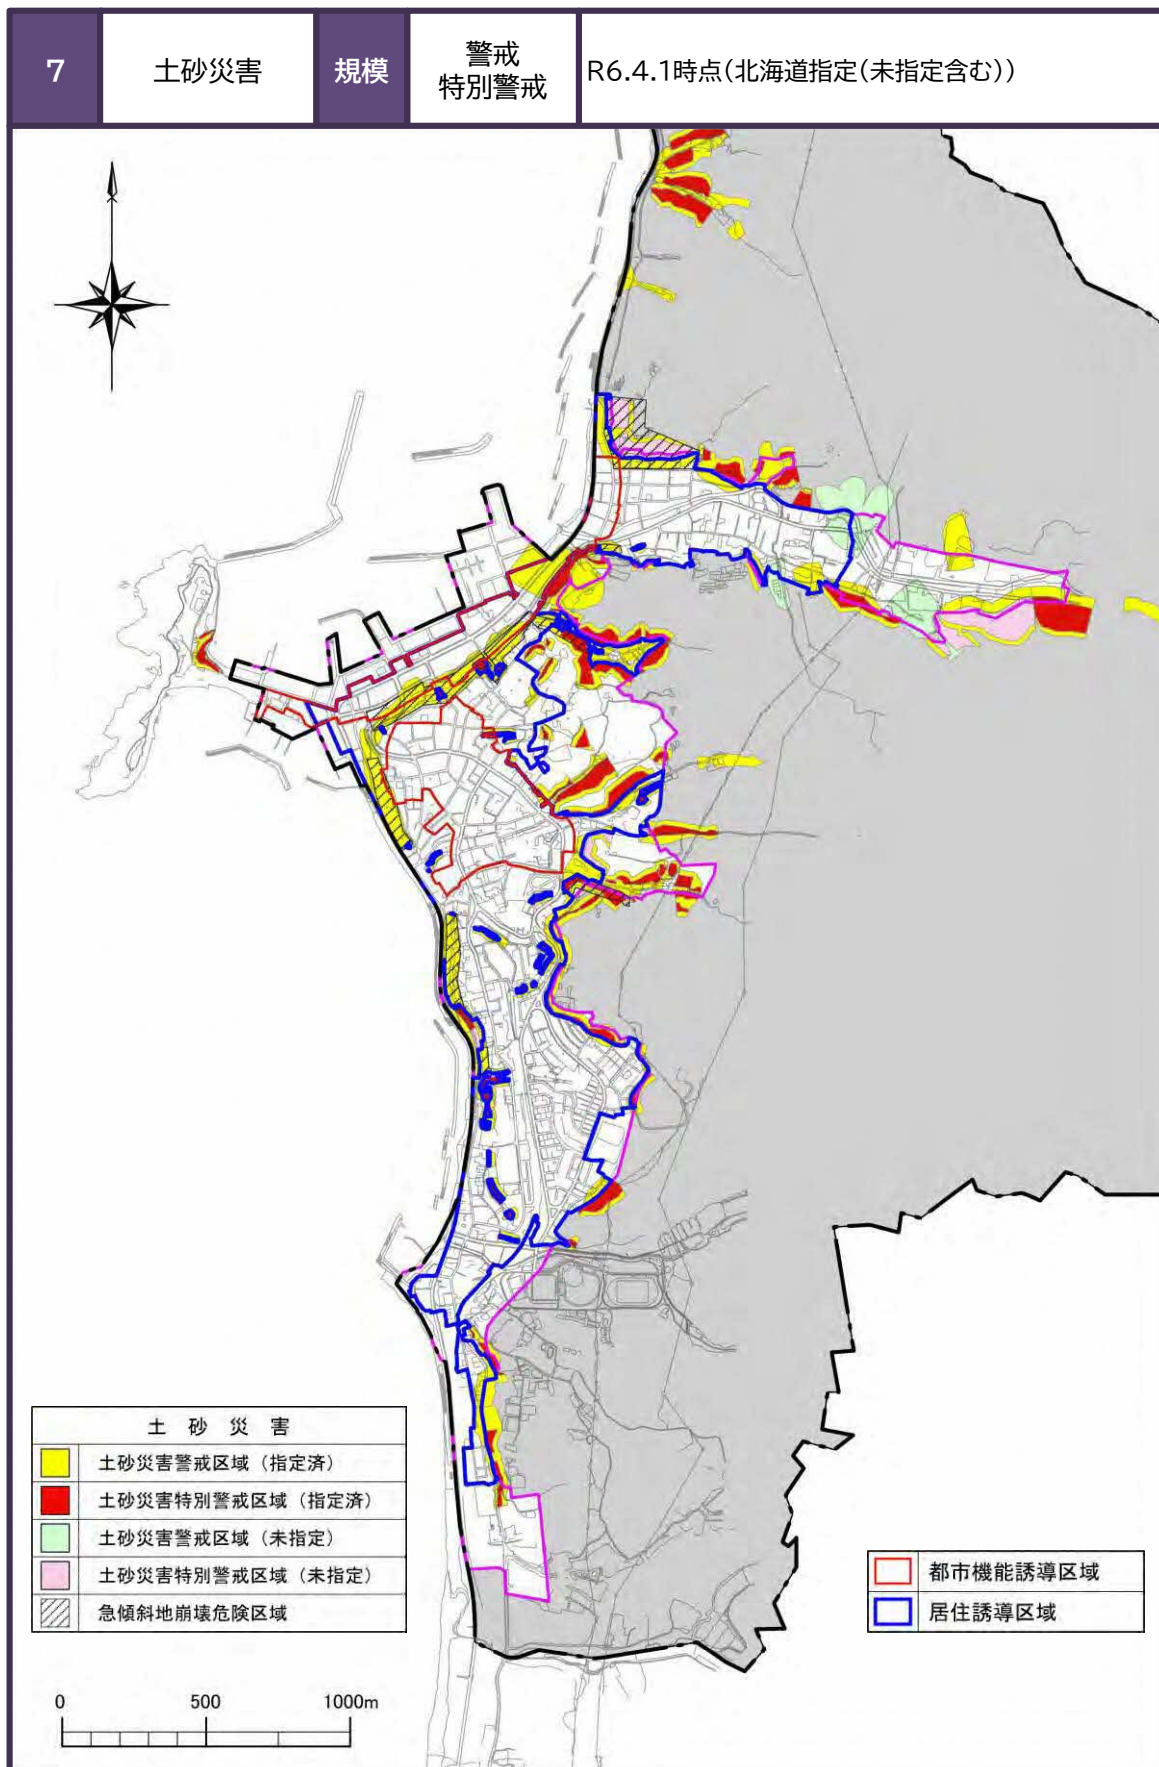 7
土砂災害
規模
警戒
特別警戒
R6.4.1時点(北海道指定(未指定含む))
土砂災害
土砂災害警戒区域（指定済）
土砂災害特別警戒区域（指定済）
土砂災害警戒区域（未指定）
土砂災害特別警戒区域（未指定）
急傾斜地崩壊危険区域
都市機能誘導区域
居住誘導区域
0 500 1000m